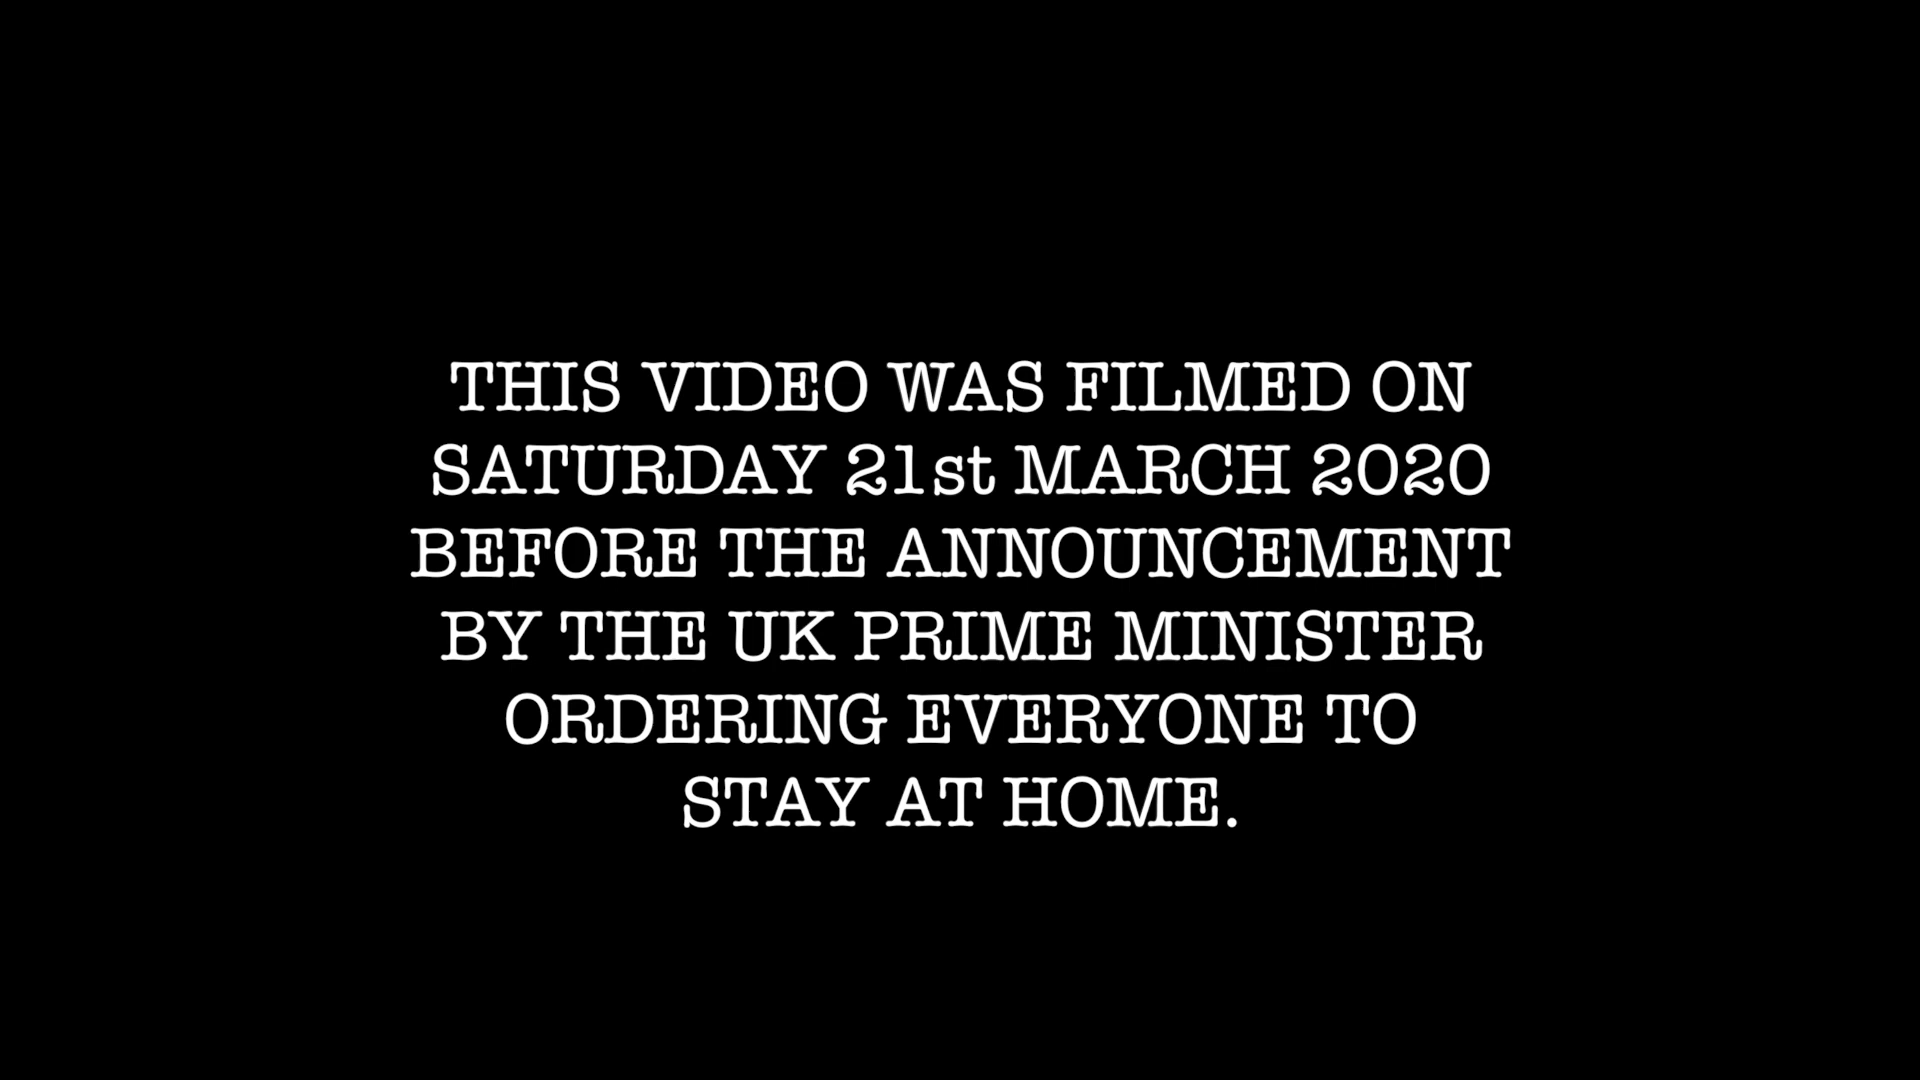 THIS VIDEO WAS FILMED ON
SATURDAY 21st MARCH 2020
BEFORE THE ANNOUNCEMENT
BY THE UK PRIME MINISTER
ORDERING EVERYONE TO
STAY AT HOME.